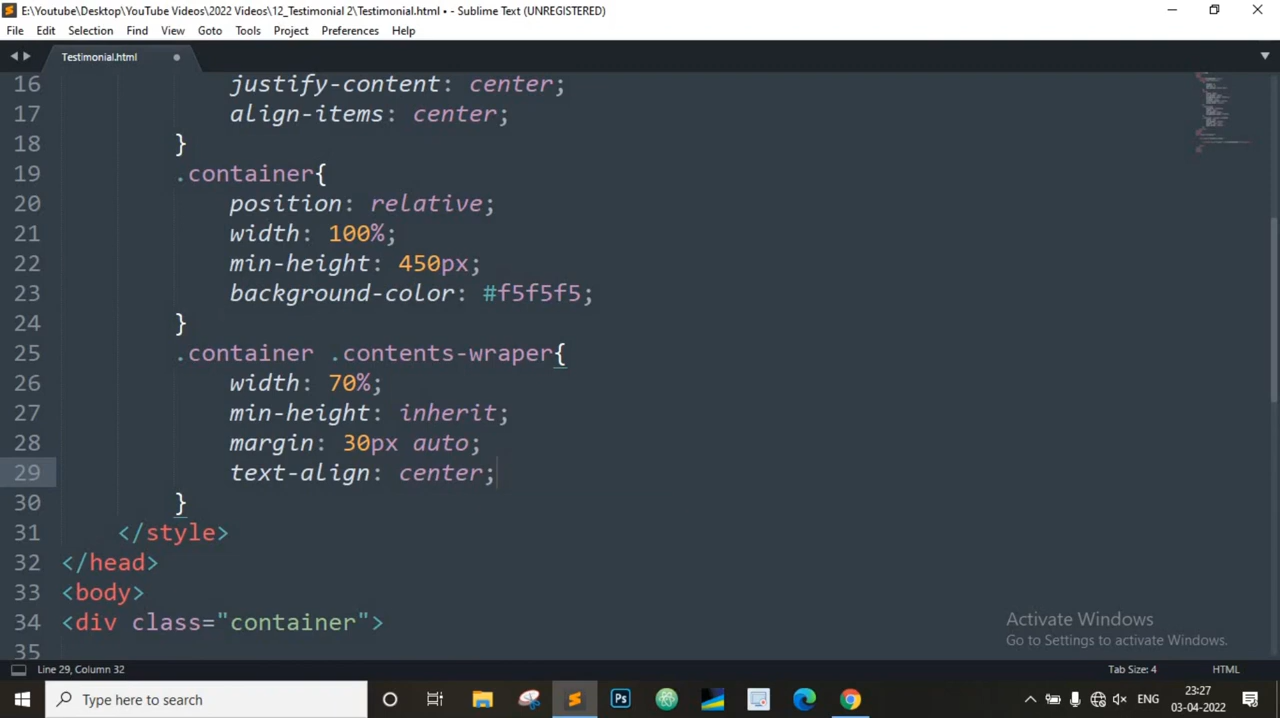 E:\Youtube\Desktop\YouTube Videos\2022 Videos\12_Testimonial 2\Testimonial.html • - Sublime Text (UNREGISTERED)
File Edit Selection Find View Goto Tools Project Preferences Help
Testimonial.html
16 justify-content: center;
17 align-items: center;
18 }
19 .container{
20 position: relative;
21 width: 100%;
22 min-height: 450px;
23 background-color: #f5f5f5;
24 }
25 .container .contents-wraper{
26 width: 70%;
27 min-height: inherit;
28 margin: 30px auto;
29 text-align: center;
30 }
31 </style>
32 </head>
33 <body>
34 <div class="container">
35
Activate Windows
Go to Settings to activate Windows.
Line 29, Column 32 Tab Size: 4 HTML
Type here to search Ps ENG 23:27
03-04-2022